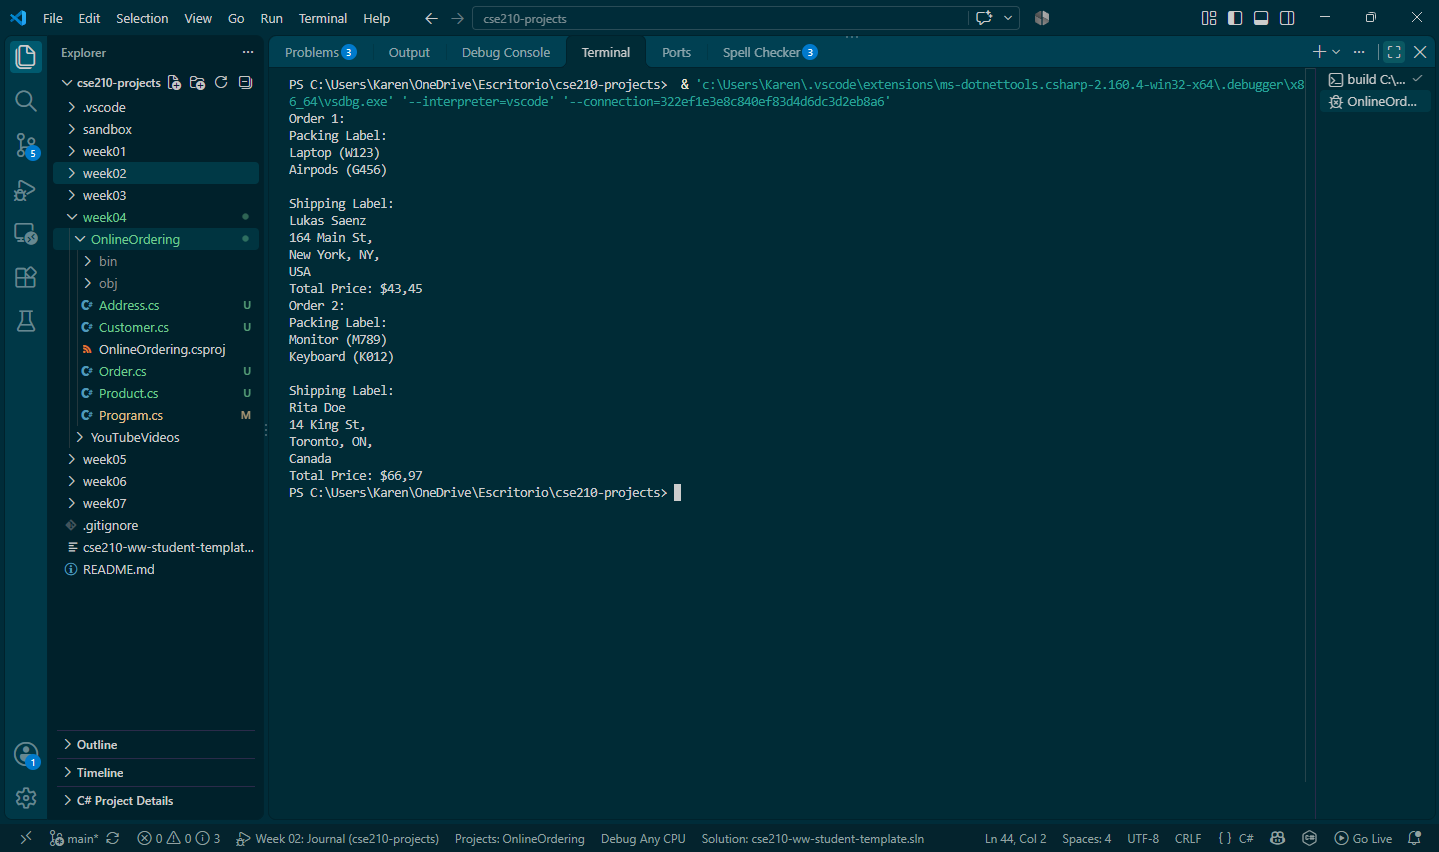 File Edit Selection View Go Run Terminal Help
cse210-projects
Explorer
cse210-projects
.vscode
sandbox
week01
week02
week03
week04
OnlineOrdering
bin
obj
Address.cs U
Customer.cs U
OnlineOrdering.csproj
Order.cs U
Product.cs U
Program.cs M
YouTubeVideos
week05
week06
week07
.gitignore
cse210-ww-student-templat...
README.md
Outline
Timeline
C# Project Details
5
1
Problems 3 Output Debug Console Terminal Ports Spell Checker 3
PS C:\Users\Karen\OneDrive\Escritorio\cse210-projects>  & 'c:\Users\Karen\.vscode\extensions\ms-dotnettools.csharp-2.160.4-win32-x64\.debugger\x8
6_64\vsdbg.exe' '--interpreter=vscode' '--connection=322ef1e3e8c840ef83d4d6dc3d2eb8a6'
Order 1:
Packing Label:
Laptop (W123)
Airpods (G456)
Shipping Label:
Lukas Saenz
164 Main St,
New York, NY,
USA
Total Price: $43,45
Order 2:
Packing Label:
Monitor (M789)
Keyboard (K012)
Shipping Label:
Rita Doe
14 King St,
Toronto, ON,
Canada
Total Price: $66,97
PS C:\Users\Karen\OneDrive\Escritorio\cse210-projects>
build C:\...
OnlineOrd...
main* 0 0 3 Week 02: Journal (cse210-projects) Projects: OnlineOrdering Debug Any CPU Solution: cse210-ww-student-template.sln Ln 44, Col 2 Spaces: 4 UTF-8 CRLF { } C# Go Live